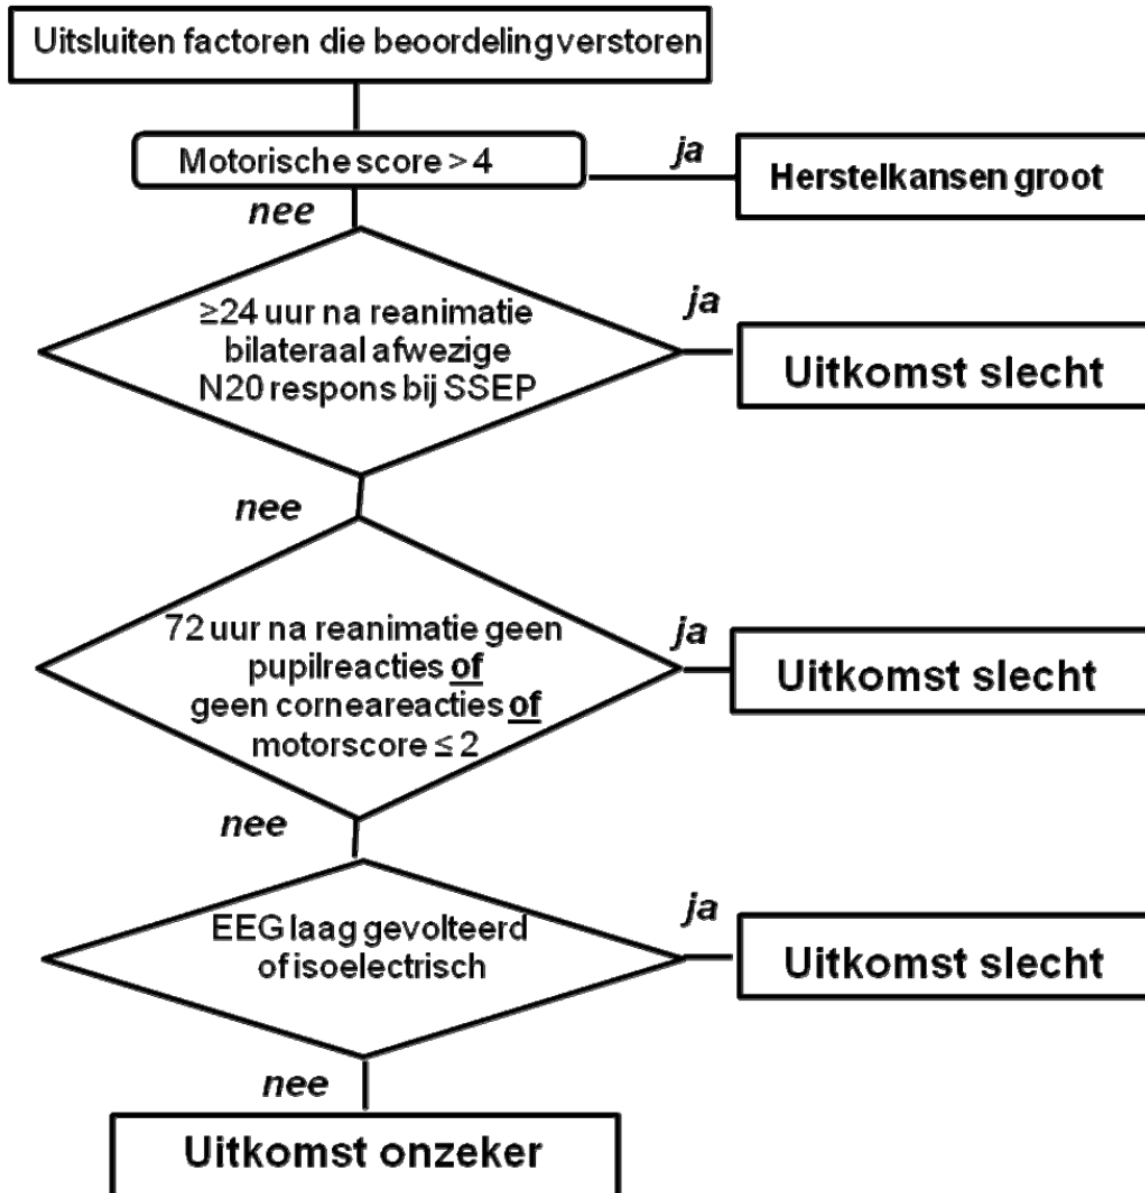 Uitsluiten factoren die beoordeling verstoren
Motorische score > 4
ja
Herstelkansen groot
nee
≥24 uur na reanimatie
bilateraal afwezige
N20 respons bij SSEP
ja
Uitkomst slecht
nee
72 uur na reanimatie geen
pupilreacties of
geen corneareacties of
motorscore ≤ 2
ja
Uitkomst slecht
nee
EEG laag gevolteerd
of isoelectrisch
ja
Uitkomst slecht
nee
Uitkomst onzeker